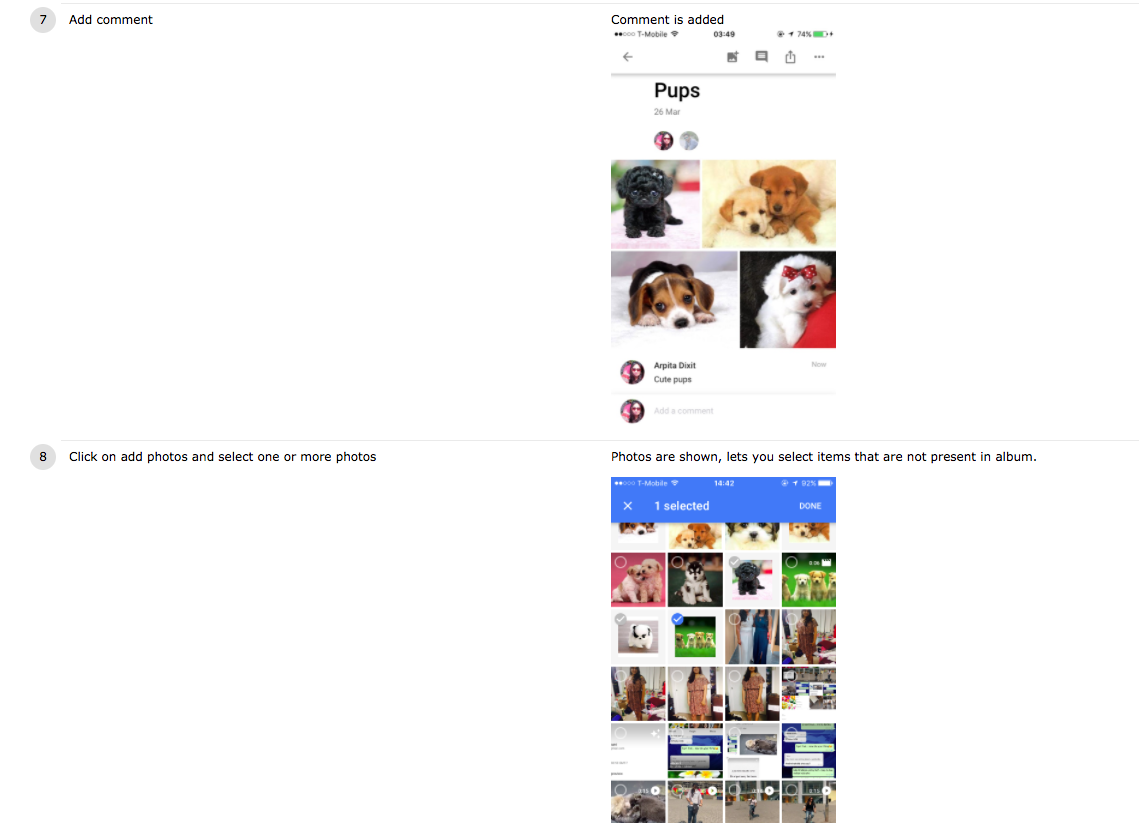 7 Add comment Comment is added
T-Mobile 03:49 74%
Pups
26 Mar
Arpita Dixit Now
Cute pups
Add a comment
8 Click on add photos and select one or more photos Photos are shown, lets you select items that are not present in album.
T-Mobile 14:42 92%
1 selected DONE